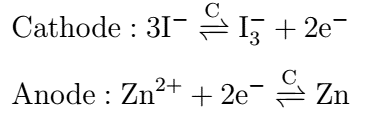 Cathode : 3I⁻ ⇌ᶜ I₃⁻ + 2e⁻
Anode : Zn²⁺ + 2e⁻ ⇌ᶜ Zn